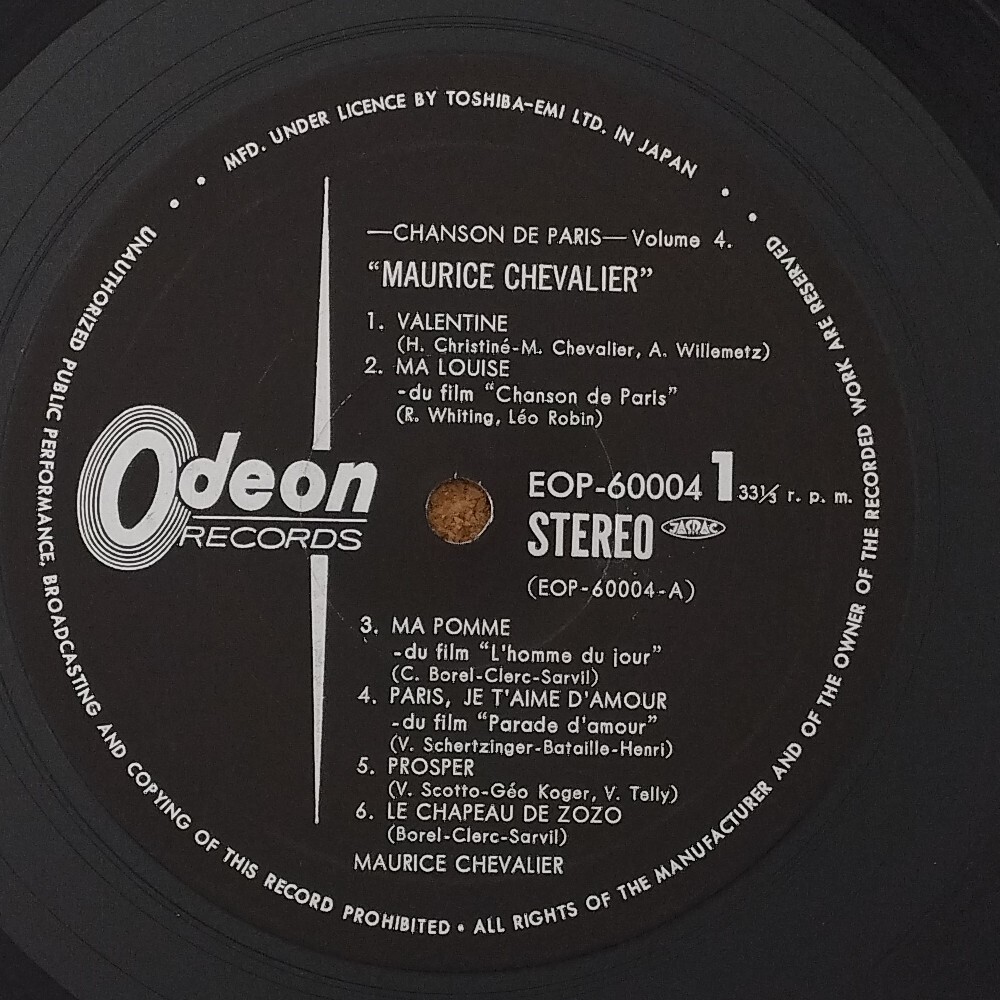 MFD. UNDER LICENCE BY TOSHIBA-EMI LTD. IN JAPAN
—CHANSON DE PARIS— Volume 4.
"MAURICE CHEVALIER"
1. VALENTINE
(H. Christiné-M. Chevalier, A. Willemetz)
2. MA LOUISE
-du film "Chanson de Paris"
(R. Whiting, Léo Robin)
Odeon
RECORDS
EOP-60004 1 33⅓ r. p. m.
STEREO JASRAC
(EOP-60004-A)
3. MA POMME
-du film "L'homme du jour"
(C. Borel-Clerc-Sarvil)
4. PARIS, JE T'AIME D'AMOUR
-du film "Parade d'amour"
(V. Schertzinger-Bataille-Henri)
5. PROSPER
(V. Scotto-Géo Koger, V. Telly)
6. LE CHAPEAU DE ZOZO
(Borel-Clerc-Sarvil)
MAURICE CHEVALIER
UNAUTHORIZED PUBLIC PERFORMANCE, BROADCASTING AND COPYING OF THIS RECORD PROHIBITED • ALL RIGHTS OF THE MANUFACTURER AND OF THE OWNER OF THE RECORDED WORK ARE RESERVED